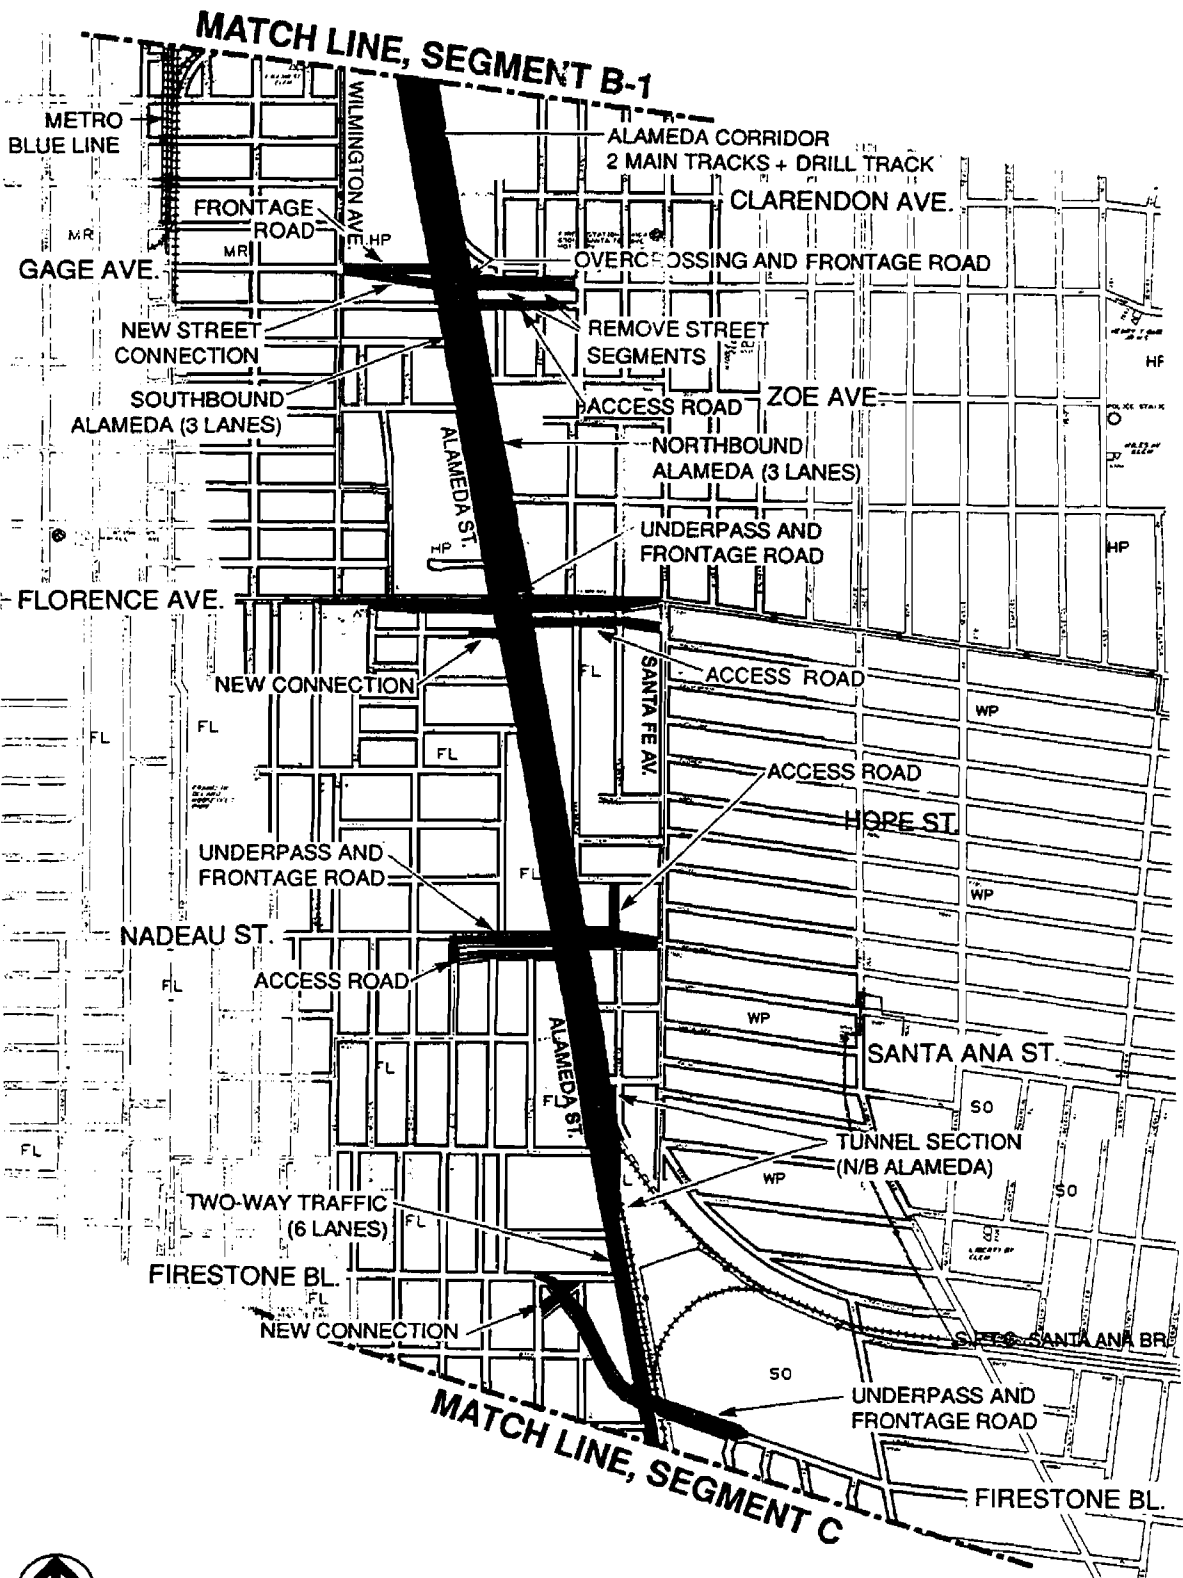 MATCH LINE, SEGMENT B-1
METRO
BLUE LINE
WILMINGTON AVE.
ALAMEDA CORRIDOR
2 MAIN TRACKS + DRILL TRACK
CLARENDON AVE.
FRONTAGE
ROAD
HP
MR
MR
GAGE AVE.
OVERCROSSING AND FRONTAGE ROAD
NEW STREET
CONNECTION
REMOVE STREET
SEGMENTS
SOUTHBOUND
ALAMEDA (3 LANES)
ACCESS ROAD
ZOE AVE.
ALAMEDA ST.
NORTHBOUND
ALAMEDA (3 LANES)
UNDERPASS AND
FRONTAGE ROAD
HP
HP
FLORENCE AVE.
NEW CONNECTION
FL
SANTA FE AV.
ACCESS ROAD
WP
FL
FL
FL
ACCESS ROAD
HOPE ST.
UNDERPASS AND
FRONTAGE ROAD
FL
WP
NADEAU ST.
ACCESS ROAD
FL
WP
ALAMEDA ST.
SANTA ANA ST.
FL
FL
SO
FL
TUNNEL SECTION
(N/B ALAMEDA)
WP
SO
TWO-WAY TRAFFIC
(6 LANES)
FL
LIBERTY BV
ELEM
FIRESTONE BL.
FL
NEW CONNECTION
S.P.T.C. SANTA ANA BR
SO
UNDERPASS AND
FRONTAGE ROAD
MATCH LINE, SEGMENT C
FIRESTONE BL.